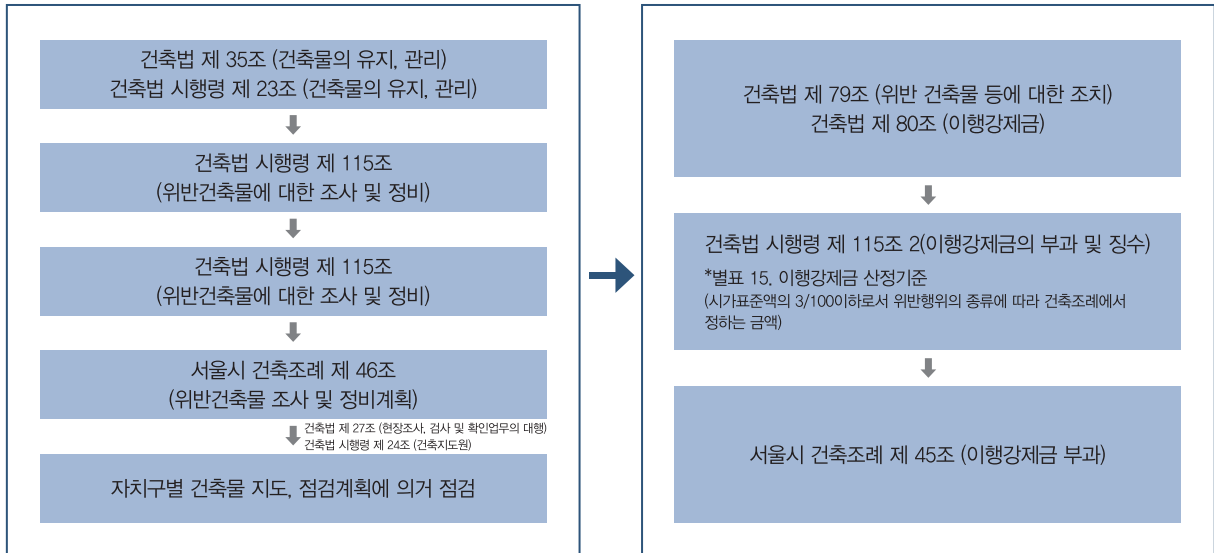 건축법 제 35조 (건축물의 유지, 관리)
건축법 시행령 제 23조 (건축물의 유지, 관리)
건축법 시행령 제 115조
(위반건축물에 대한 조사 및 정비)
건축법 시행령 제 115조
(위반건축물에 대한 조사 및 정비)
서울시 건축조례 제 46조
(위반건축물 조사 및 정비계획)
건축법 제 27조 (현장조사, 검사 및 확인업무의 대행)
건축법 시행령 제 24조 (건축지도원)
자치구별 건축물 지도, 점검계획에 의거 점검
건축법 제 79조 (위반 건축물 등에 대한 조치)
건축법 제 80조 (이행강제금)
건축법 시행령 제 115조 2(이행강제금의 부과 및 징수)
*별표 15. 이행강제금 산정기준
(시가표준액의 3/100이하로서 위반행위의 종류에 따라 건축조례에서
정하는 금액)
서울시 건축조례 제 45조 (이행강제금 부과)